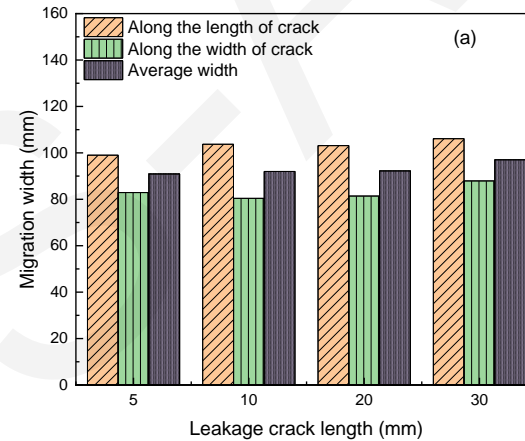 (a)
Along the length of crack
Along the width of crack
Average width
160
140
120
100
80
60
40
20
0
Migration width (mm)
5 10 20 30
Leakage crack length (mm)